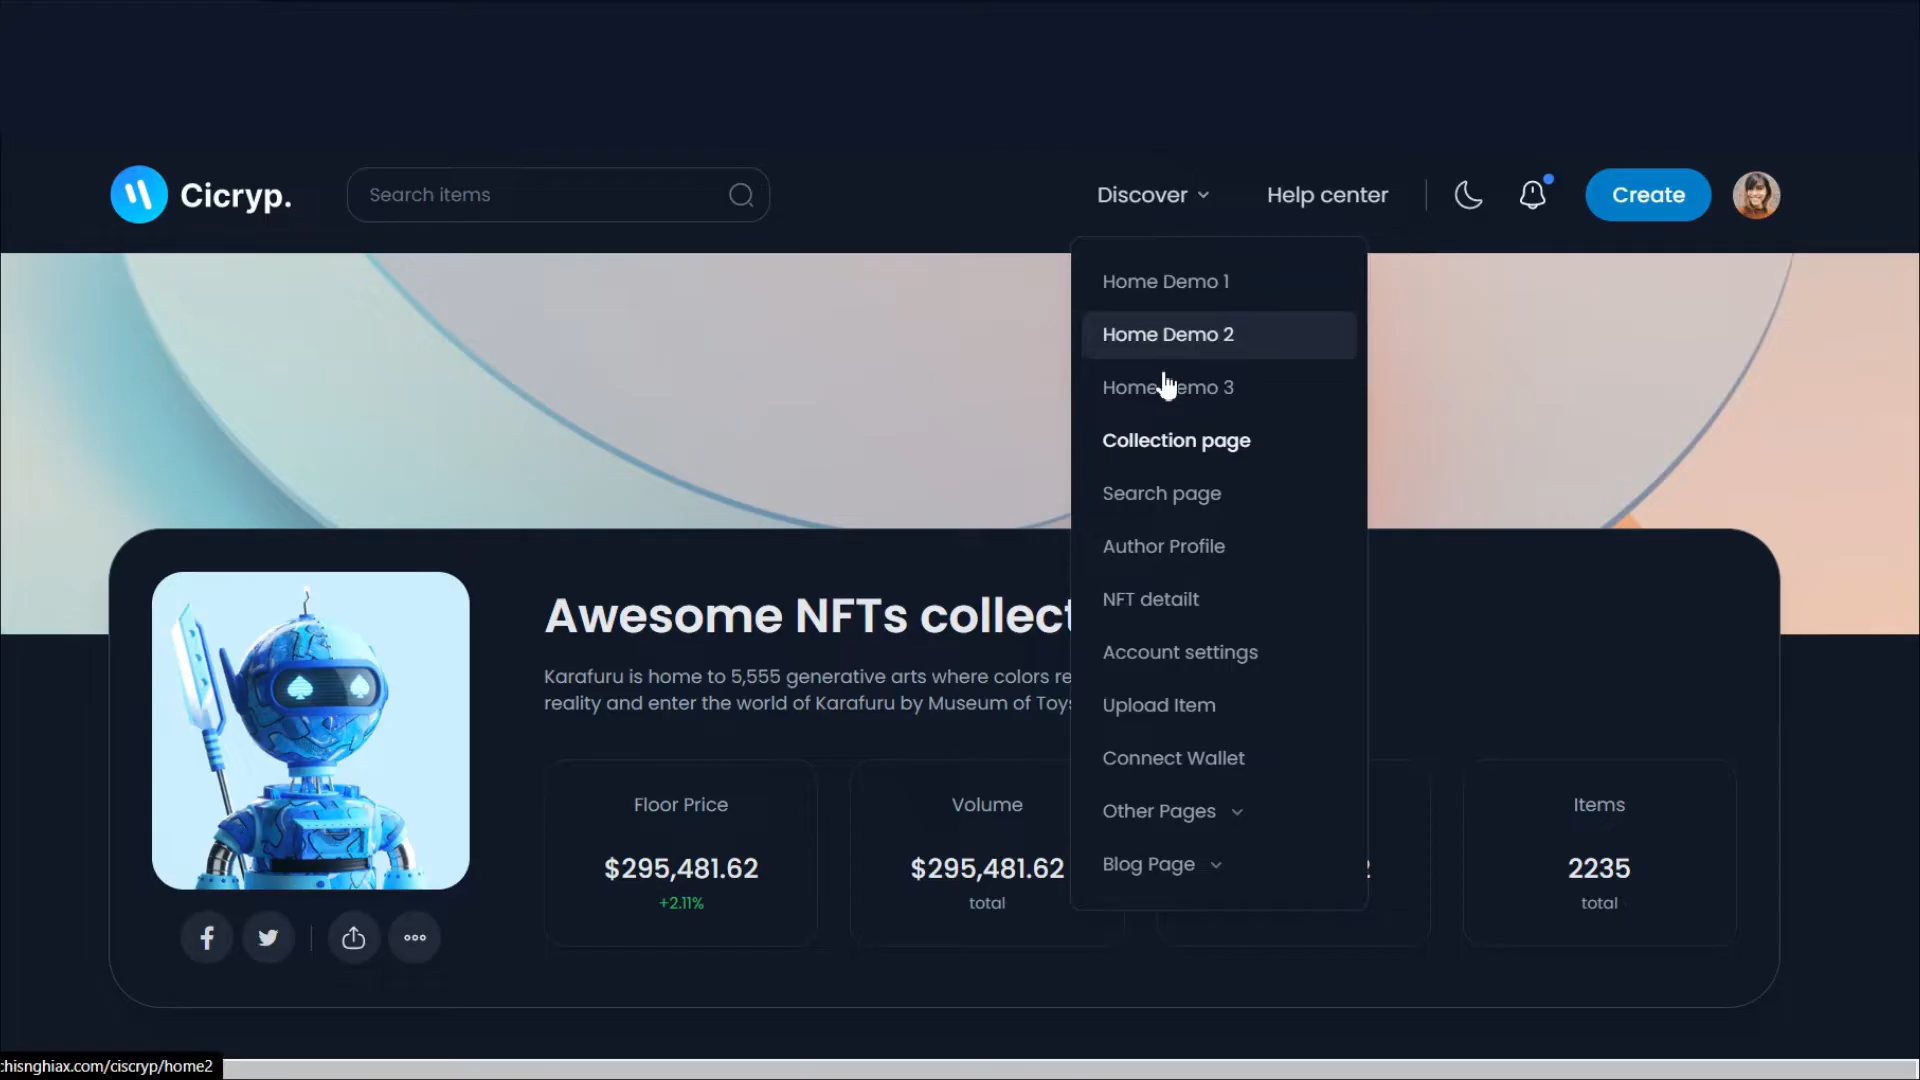 Cicryp.
Search items
Discover
Help center
Create
Home Demo 1
Home Demo 2
Home Demo 3
Collection page
Search page
Author Profile
NFT detailt
Account settings
Upload Item
Connect Wallet
Other Pages
Blog Page
Awesome NFTs collect
Karafuru is home to 5,555 generative arts where colors re
reality and enter the world of Karafuru by Museum of Toys
Floor Price
$295,481.62
+2.11%
Volume
$295,481.62
total
Items
2235
total
chisnghiax.com/ciscryp/home2